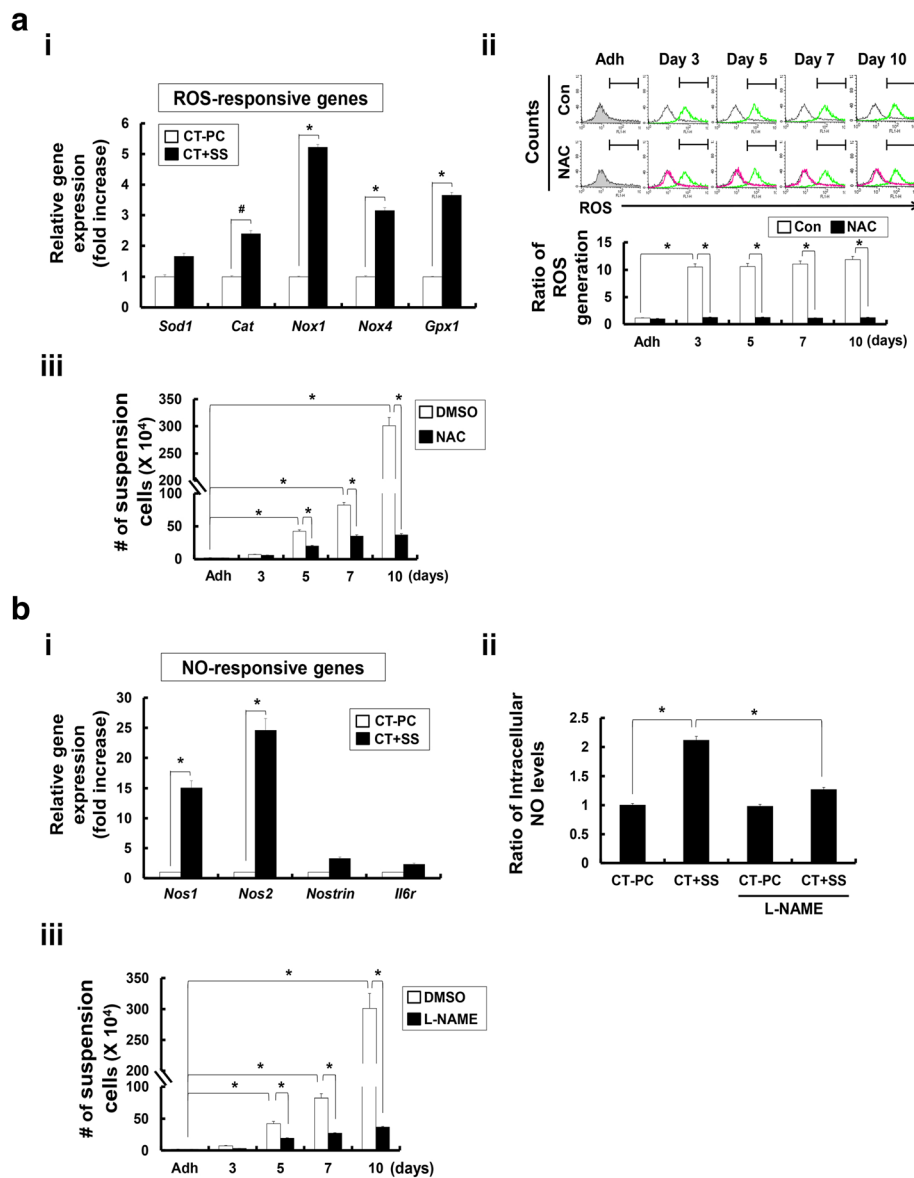 a
i
ROS-responsive genes
CT-PC
CT+SS
Relative gene
expression
(fold increase)
6
5
4
3
2
1
0
#
*
*
*
Sod1 Cat Nox1 Nox4 Gpx1
ii
Adh Day 3 Day 5 Day 7 Day 10
Counts
Con
NAC
ROS
Con NAC
Ratio of ROS
generation
15
10
5
0
* * * * *
Adh 3 5 7 10 (days)
iii
# of suspension
cells (X 10⁴)
350
300
250
200
100
50
0
DMSO
NAC
* *
* *
* *
Adh 3 5 7 10 (days)
b
i
NO-responsive genes
CT-PC
CT+SS
Relative gene
expression
(fold increase)
30
25
20
15
10
5
0
*
*
Nos1 Nos2 Nostrin Il6r
ii
Ratio of Intracellular
NO levels
2.5
2
1.5
1
0.5
0
* *
CT-PC CT+SS CT-PC CT+SS
L-NAME
iii
# of suspension
cells (X 10⁴)
350
300
250
200
100
50
0
DMSO
L-NAME
* *
* *
* *
Adh 3 5 7 10 (days)